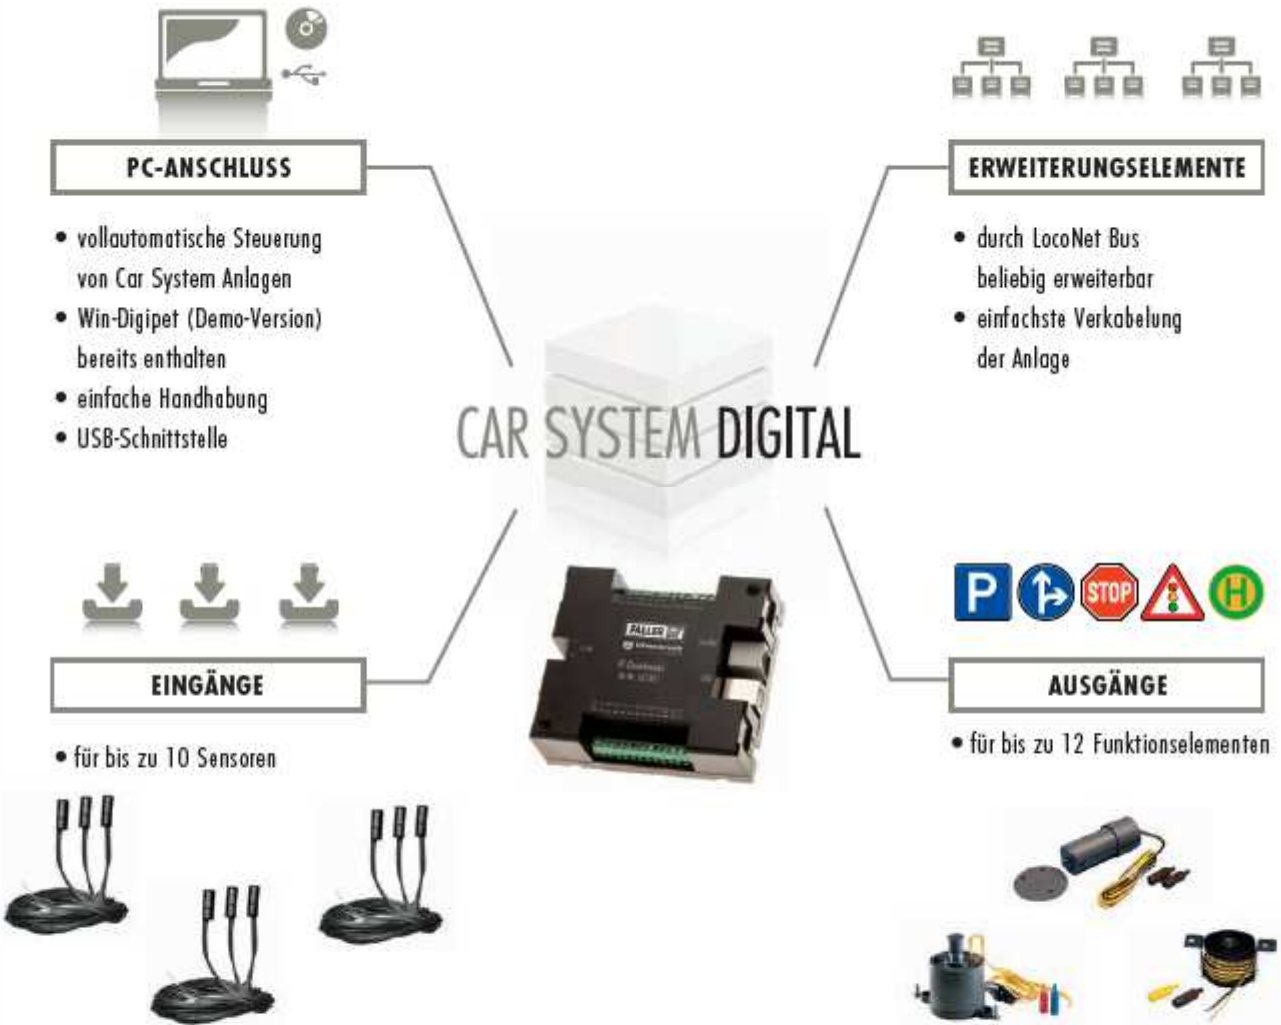 PC-ANSCHLUSS
• vollautomatische Steuerung
von Car System Anlagen
• Win-Digipet (Demo-Version)
bereits enthalten
• einfache Handhabung
• USB-Schnittstelle
ERWEITERUNGSELEMENTE
• durch LocoNet Bus
beliebig erweiterbar
• einfachste Verkabelung
der Anlage
CAR SYSTEM DIGITAL
FALLER
EINGÄNGE
• für bis zu 10 Sensoren
P
STOP
H
AUSGÄNGE
• für bis zu 12 Funktionselementen